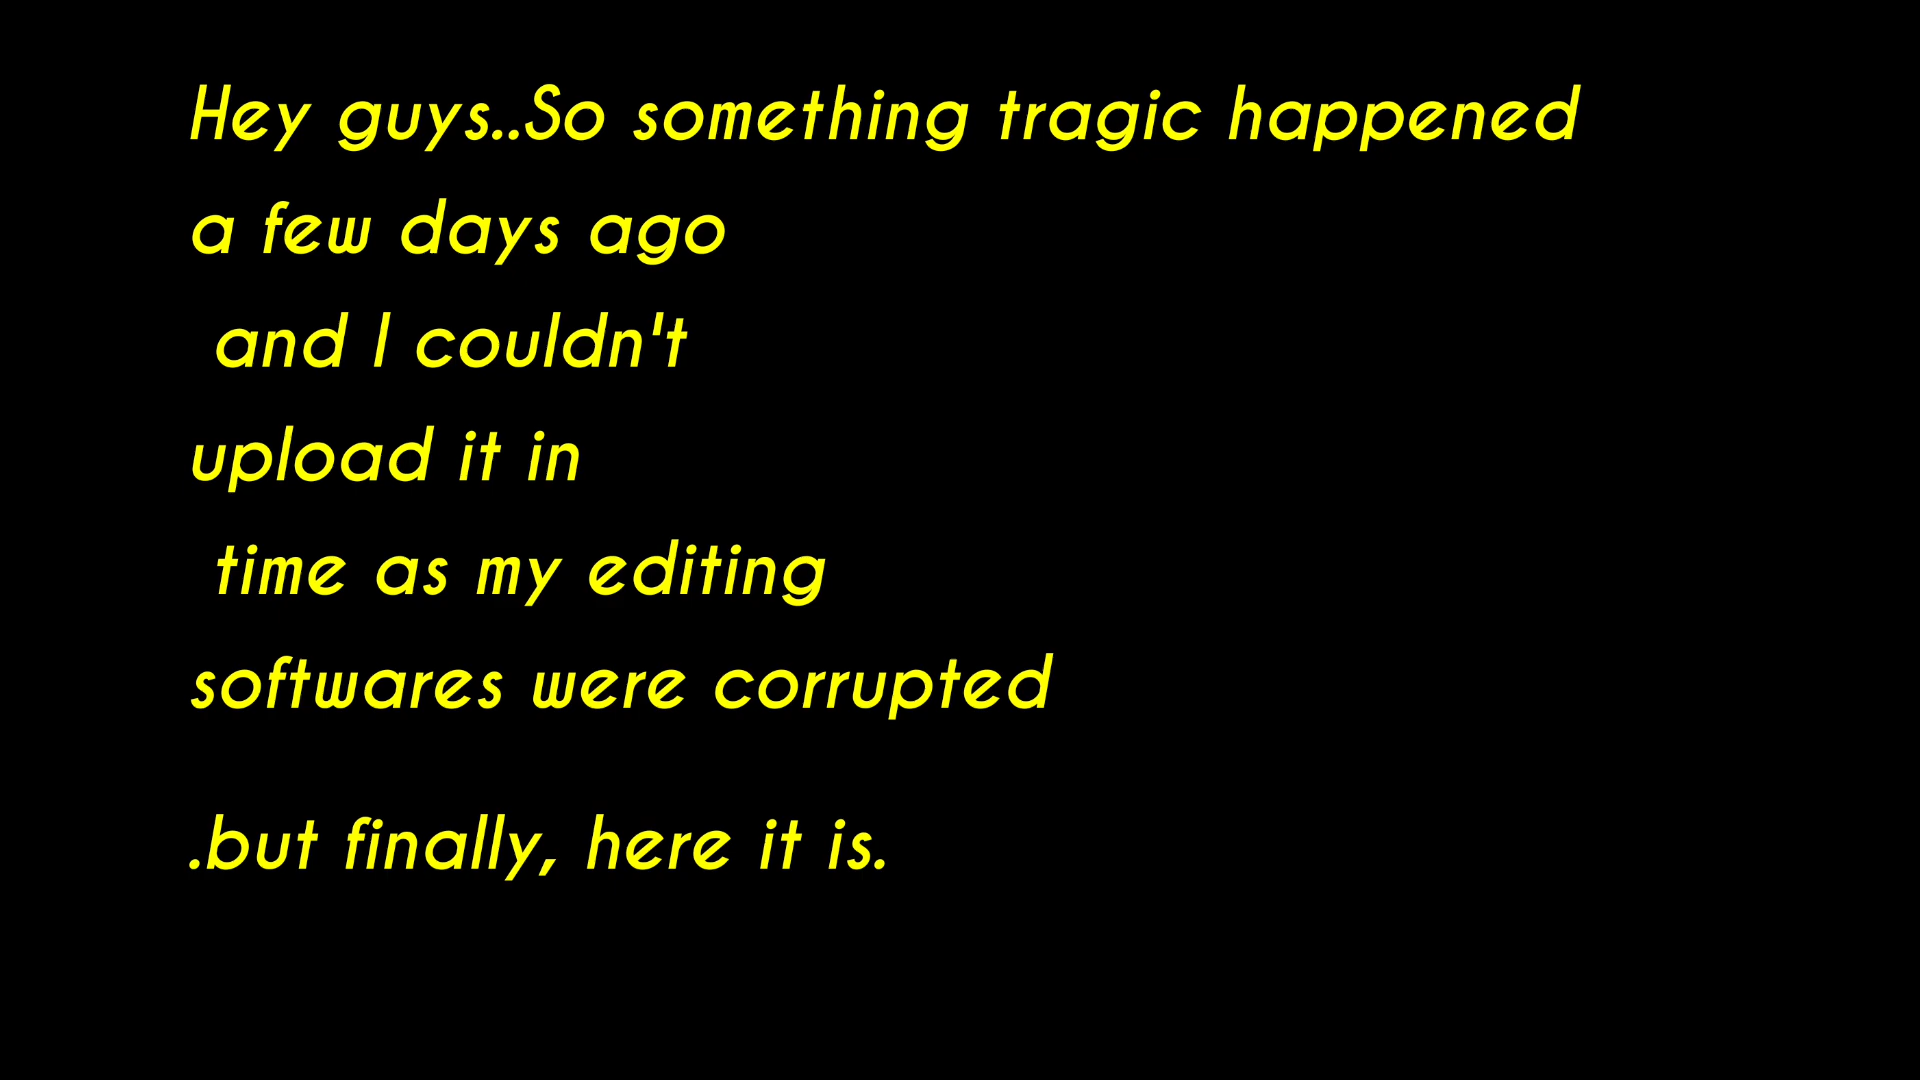 Hey guys..So something tragic happened
a few days ago
and I couldn't
upload it in
time as my editing
softwares were corrupted
.but finally, here it is.